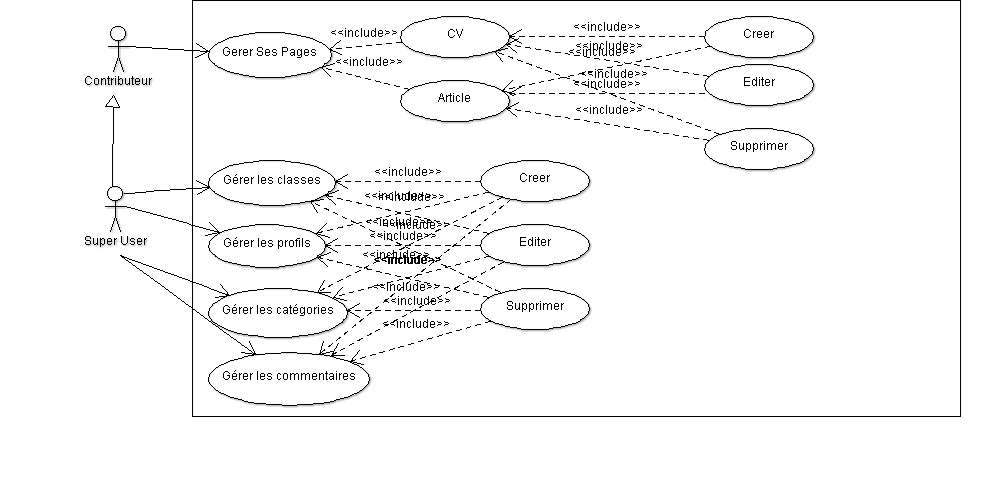 Contributeur
Super User
Gerer Ses Pages
<<include>>
<<include>>
CV
Article
<<include>>
<<include>>
<<include>>
<<include>>
<<include>>
<<include>>
Creer
Editer
Supprimer
Gérer les classes
Gérer les profils
Gérer les catégories
Gérer les commentaires
<<include>>
<<include>>
<<include>>
<<include>>
<<include>>
<<include>>
<<include>>
<<include>>
<<include>>
<<include>>
<<include>>
<<include>>
Creer
Editer
Supprimer